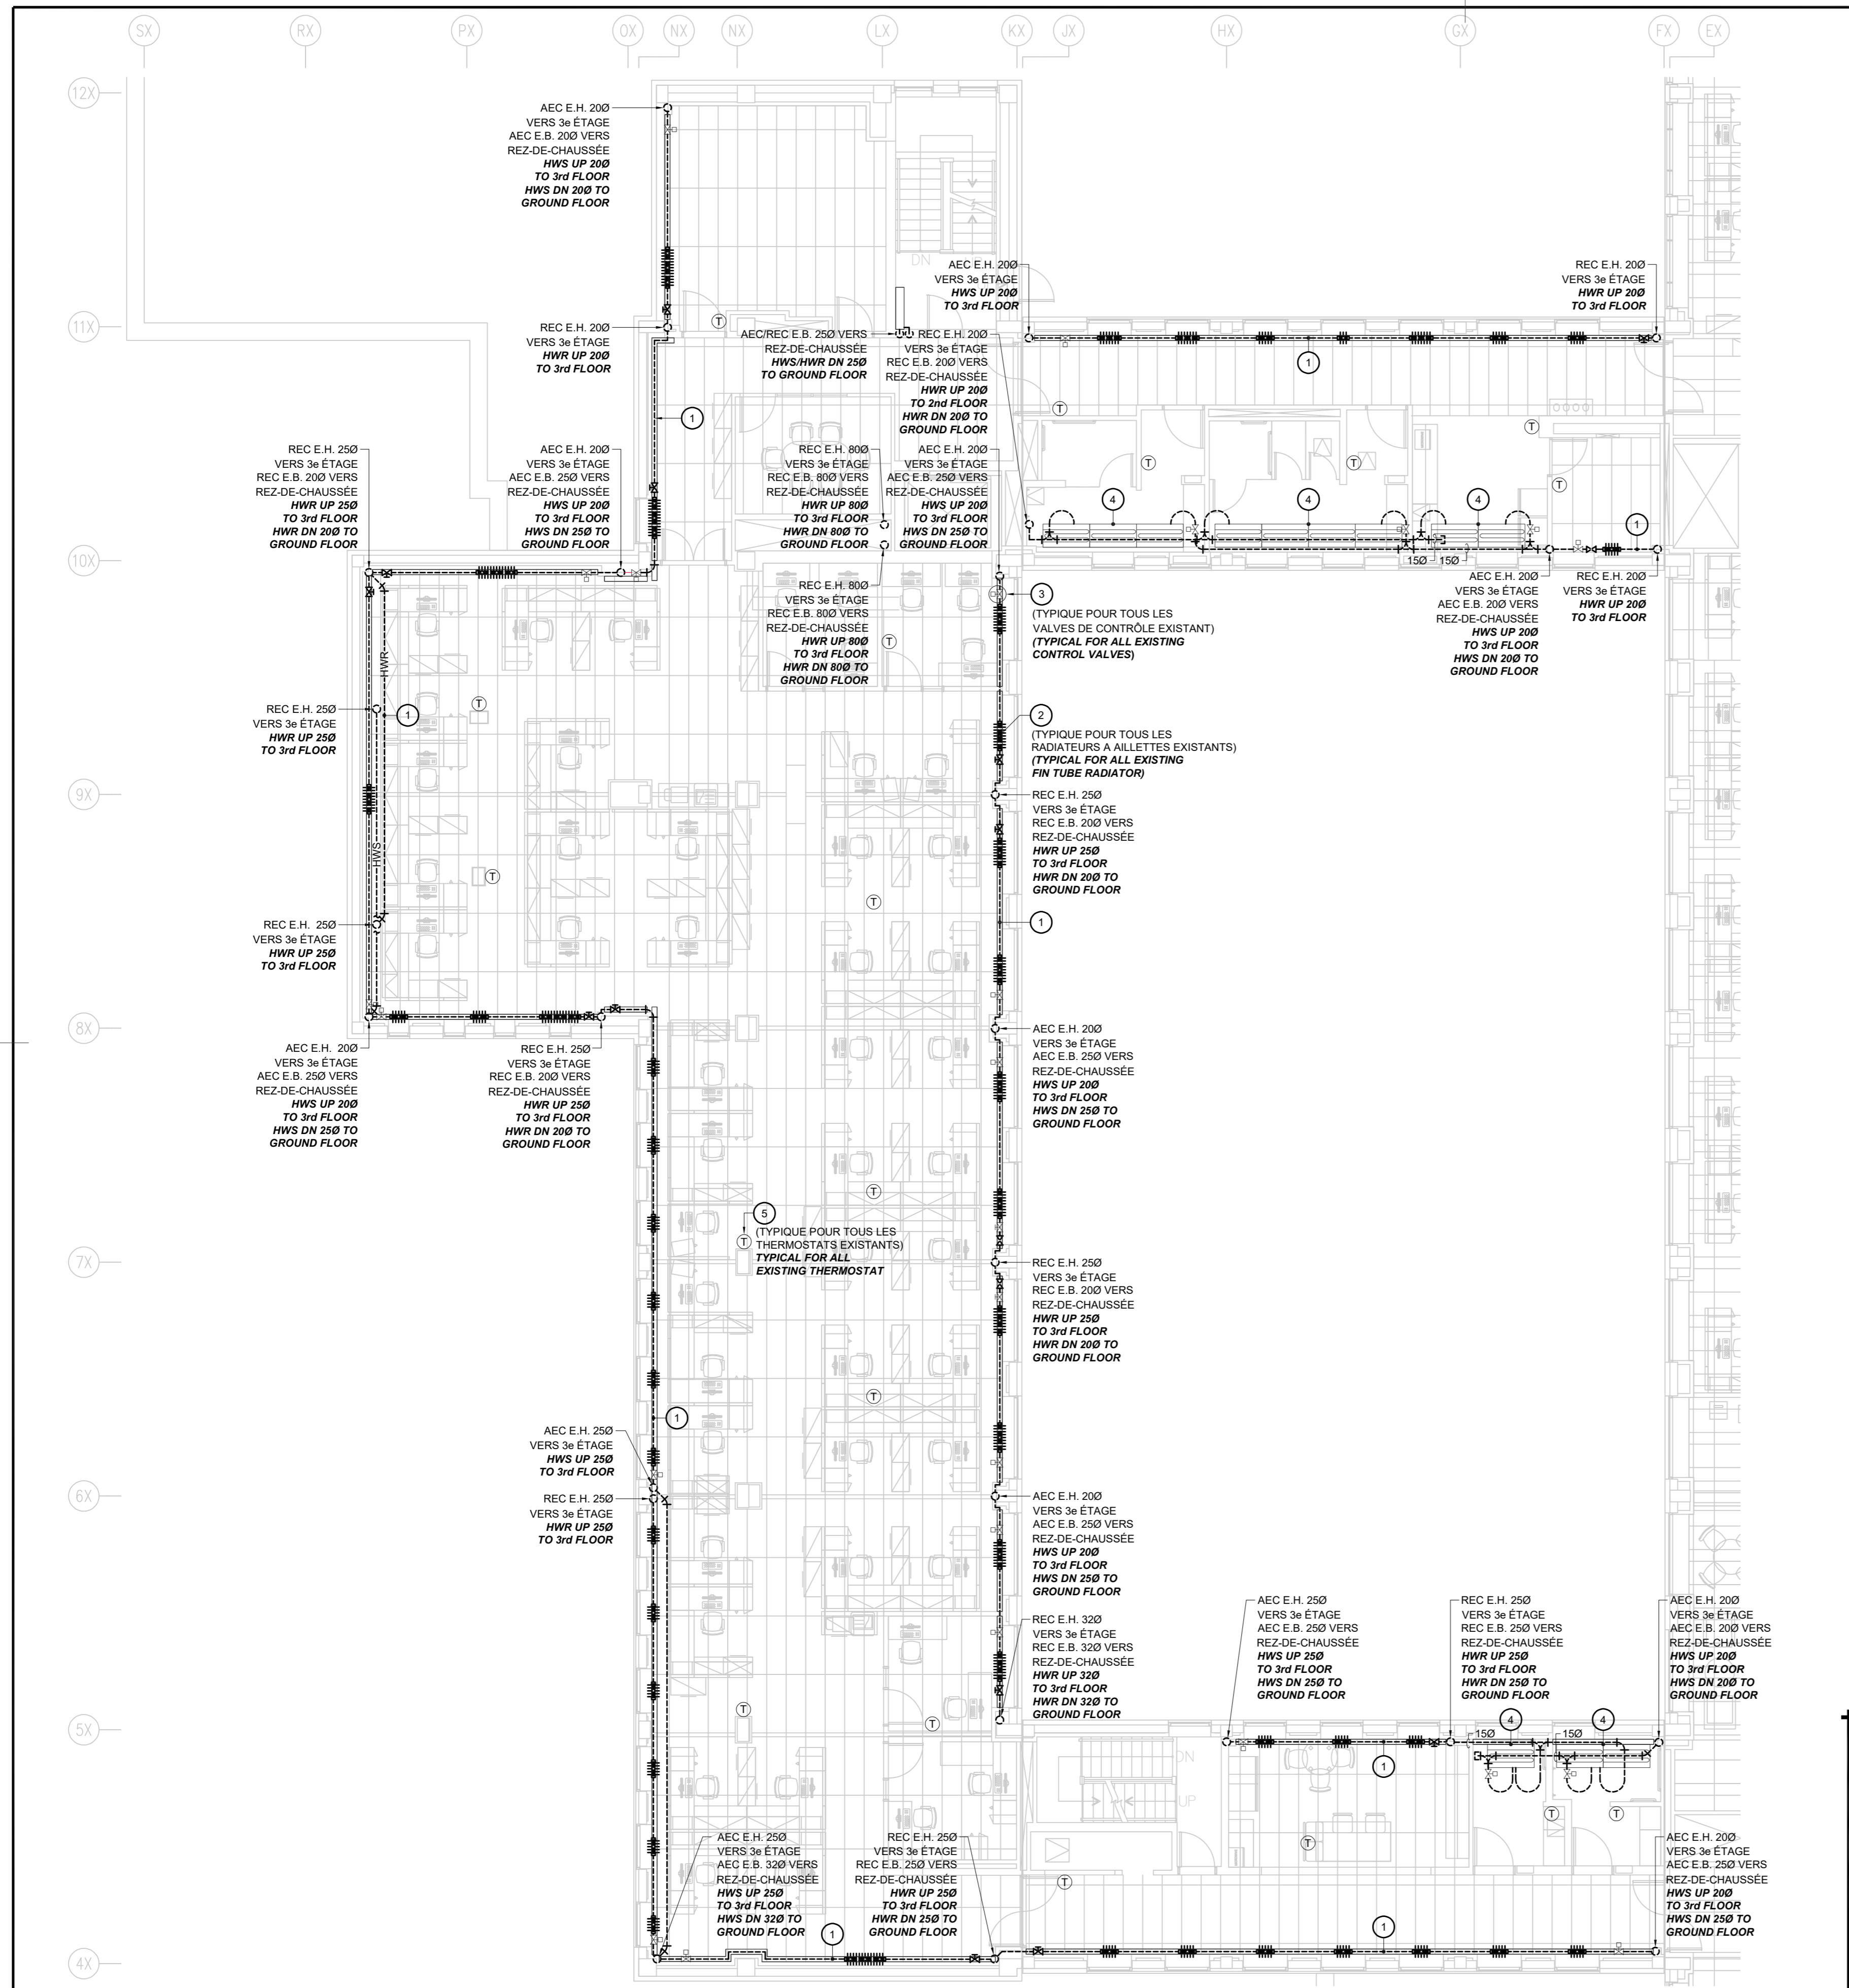 SX
RX
PX
OX
NX
NX
LX
KX
JX
HX
GX
FX
EX
12X
11X
10X
9X
8X
7X
6X
5X
4X
AEC E.H. 20Ø
VERS 3e ÉTAGE
AEC E.B. 20Ø VERS
REZ-DE-CHAUSSÉE
HWS UP 20Ø
TO 3rd FLOOR
HWS DN 20Ø TO
GROUND FLOOR
DN
AEC E.H. 20Ø
VERS 3e ÉTAGE
HWS UP 20Ø
TO 3rd FLOOR
REC E.H. 20Ø
VERS 3e ÉTAGE
HWR UP 20Ø
TO 3rd FLOOR
REC E.H. 20Ø
VERS 3e ÉTAGE
HWR UP 20Ø
TO 3rd FLOOR
T
AEC/REC E.B. 25Ø VERS
REZ-DE-CHAUSSÉE
HWS/HWR DN 25Ø
TO GROUND FLOOR
REC E.H. 20Ø
VERS 3e ÉTAGE
REC E.B. 20Ø VERS
REZ-DE-CHAUSSÉE
HWR UP 20Ø
TO 2nd FLOOR
HWR DN 20Ø TO
GROUND FLOOR
1
1
T
T
T
T
T
REC E.H. 25Ø
VERS 3e ÉTAGE
REC E.B. 20Ø VERS
REZ-DE-CHAUSSÉE
HWR UP 25Ø
TO 3rd FLOOR
HWR DN 20Ø TO
GROUND FLOOR
AEC E.H. 20Ø
VERS 3e ÉTAGE
AEC E.B. 25Ø VERS
REZ-DE-CHAUSSÉE
HWS UP 20Ø
TO 3rd FLOOR
HWS DN 25Ø TO
GROUND FLOOR
REC E.H. 80Ø
VERS 3e ÉTAGE
REC E.B. 80Ø VERS
REZ-DE-CHAUSSÉE
HWR UP 80Ø
TO 3rd FLOOR
HWR DN 80Ø TO
GROUND FLOOR
AEC E.H. 20Ø
VERS 3e ÉTAGE
AEC E.B. 25Ø VERS
REZ-DE-CHAUSSÉE
HWS UP 20Ø
TO 3rd FLOOR
HWS DN 25Ø TO
GROUND FLOOR
4
4
4
1
15Ø
15Ø
REC E.H. 80Ø
VERS 3e ÉTAGE
REC E.B. 80Ø VERS
REZ-DE-CHAUSSÉE
HWR UP 80Ø
TO 3rd FLOOR
HWR DN 80Ø TO
GROUND FLOOR
T
3
(TYPIQUE POUR TOUS LES
VALVES DE CONTRÔLE EXISTANT)
(TYPICAL FOR ALL EXISTING
CONTROL VALVES)
AEC E.H. 20Ø
VERS 3e ÉTAGE
AEC E.B. 20Ø VERS
REZ-DE-CHAUSSÉE
HWS UP 20Ø
TO 3rd FLOOR
HWS DN 20Ø TO
GROUND FLOOR
REC E.H. 20Ø
VERS 3e ÉTAGE
HWR UP 20Ø
TO 3rd FLOOR
HWR
REC E.H. 25Ø
VERS 3e ÉTAGE
HWR UP 25Ø
TO 3rd FLOOR
1
T
2
(TYPIQUE POUR TOUS LES
RADIATEURS A AILLETTES EXISTANTS)
(TYPICAL FOR ALL EXISTING
FIN TUBE RADIATOR)
REC E.H. 25Ø
VERS 3e ÉTAGE
REC E.B. 20Ø VERS
REZ-DE-CHAUSSÉE
HWR UP 25Ø
TO 3rd FLOOR
HWR DN 20Ø TO
GROUND FLOOR
HWS
T
T
1
REC E.H. 25Ø
VERS 3e ÉTAGE
HWR UP 25Ø
TO 3rd FLOOR
AEC E.H. 20Ø
VERS 3e ÉTAGE
AEC E.B. 25Ø VERS
REZ-DE-CHAUSSÉE
HWS UP 20Ø
TO 3rd FLOOR
HWS DN 25Ø TO
GROUND FLOOR
REC E.H. 25Ø
VERS 3e ÉTAGE
REC E.B. 20Ø VERS
REZ-DE-CHAUSSÉE
HWR UP 25Ø
TO 3rd FLOOR
HWR DN 20Ø TO
GROUND FLOOR
AEC E.H. 20Ø
VERS 3e ÉTAGE
AEC E.B. 25Ø VERS
REZ-DE-CHAUSSÉE
HWS UP 20Ø
TO 3rd FLOOR
HWS DN 25Ø TO
GROUND FLOOR
T
5
(TYPIQUE POUR TOUS LES
THERMOSTATS EXISTANTS)
TYPICAL FOR ALL
EXISTING THERMOSTAT
T
REC E.H. 25Ø
VERS 3e ÉTAGE
REC E.B. 20Ø VERS
REZ-DE-CHAUSSÉE
HWR UP 25Ø
TO 3rd FLOOR
HWR DN 20Ø TO
GROUND FLOOR
T
1
AEC E.H. 25Ø
VERS 3e ÉTAGE
HWS UP 25Ø
TO 3rd FLOOR
REC E.H. 25Ø
VERS 3e ÉTAGE
HWR UP 25Ø
TO 3rd FLOOR
AEC E.H. 20Ø
VERS 3e ÉTAGE
AEC E.B. 25Ø VERS
REZ-DE-CHAUSSÉE
HWS UP 20Ø
TO 3rd FLOOR
HWS DN 25Ø TO
GROUND FLOOR
REC E.H. 32Ø
VERS 3e ÉTAGE
REC E.B. 32Ø VERS
REZ-DE-CHAUSSÉE
HWR UP 32Ø
TO 3rd FLOOR
HWR DN 32Ø TO
GROUND FLOOR
AEC E.H. 25Ø
VERS 3e ÉTAGE
AEC E.B. 25Ø VERS
REZ-DE-CHAUSSÉE
HWS UP 25Ø
TO 3rd FLOOR
HWS DN 25Ø TO
GROUND FLOOR
REC E.H. 25Ø
VERS 3e ÉTAGE
REC E.B. 25Ø VERS
REZ-DE-CHAUSSÉE
HWR UP 25Ø
TO 3rd FLOOR
HWR DN 25Ø TO
GROUND FLOOR
AEC E.H. 20Ø
VERS 3e ÉTAGE
AEC E.B. 20Ø VERS
REZ-DE-CHAUSSÉE
HWS UP 20Ø
TO 3rd FLOOR
HWS DN 20Ø TO
GROUND FLOOR
T
T
4
4
15Ø
15Ø
DN
UP
1
T
T
T
AEC E.H. 25Ø
VERS 3e ÉTAGE
AEC E.B. 32Ø VERS
REZ-DE-CHAUSSÉE
HWS UP 25Ø
TO 3rd FLOOR
HWS DN 32Ø TO
GROUND FLOOR
REC E.H. 25Ø
VERS 3e ÉTAGE
REC E.B. 25Ø VERS
REZ-DE-CHAUSSÉE
HWR UP 25Ø
TO 3rd FLOOR
HWR DN 25Ø TO
GROUND FLOOR
T
AEC E.H. 20Ø
VERS 3e ÉTAGE
AEC E.B. 25Ø VERS
REZ-DE-CHAUSSÉE
HWS UP 20Ø
TO 3rd FLOOR
HWS DN 25Ø TO
GROUND FLOOR
1
1